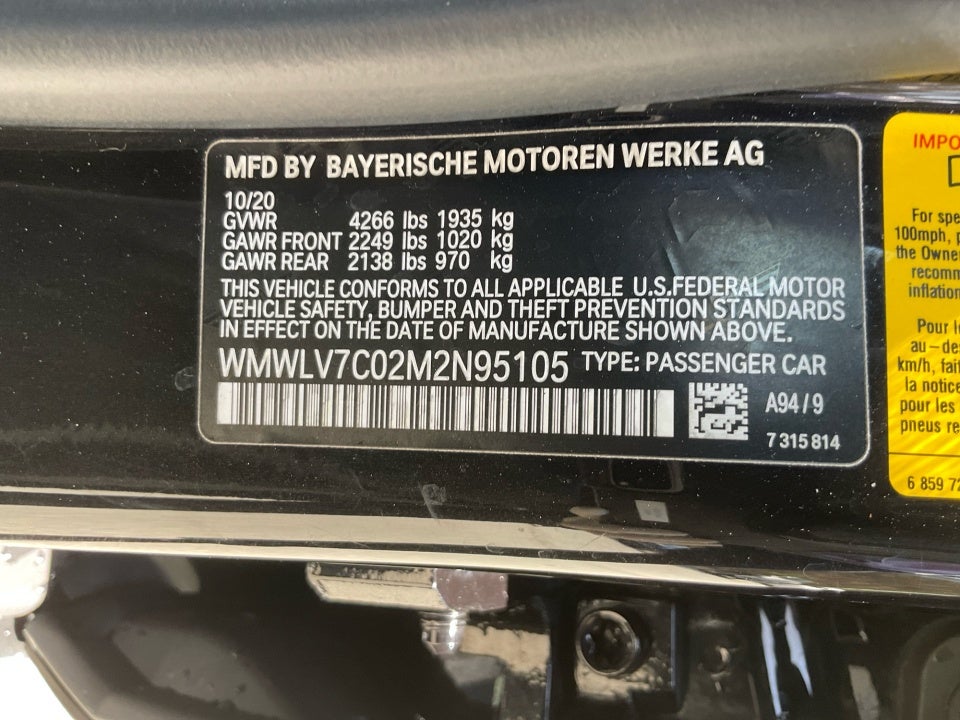 MFD BY BAYERISCHE MOTOREN WERKE AG
10/20
GVWR 4266 lbs 1935 kg
GAWR FRONT 2249 lbs 1020 kg
GAWR REAR 2138 lbs 970 kg
THIS VEHICLE CONFORMS TO ALL APPLICABLE U.S.FEDERAL MOTOR
VEHICLE SAFETY, BUMPER AND THEFT PREVENTION STANDARDS
IN EFFECT ON THE DATE OF MANUFACTURE SHOWN ABOVE.
WMWLV7C02M2N95105 TYPE: PASSENGER CAR
A94/9
7 315 814
IMPO
For spe
100mph, p
the Owner
recomm
inflation
Pour l
au-des
km/h, fai
la notice
pour les
pneus re
6 859 72